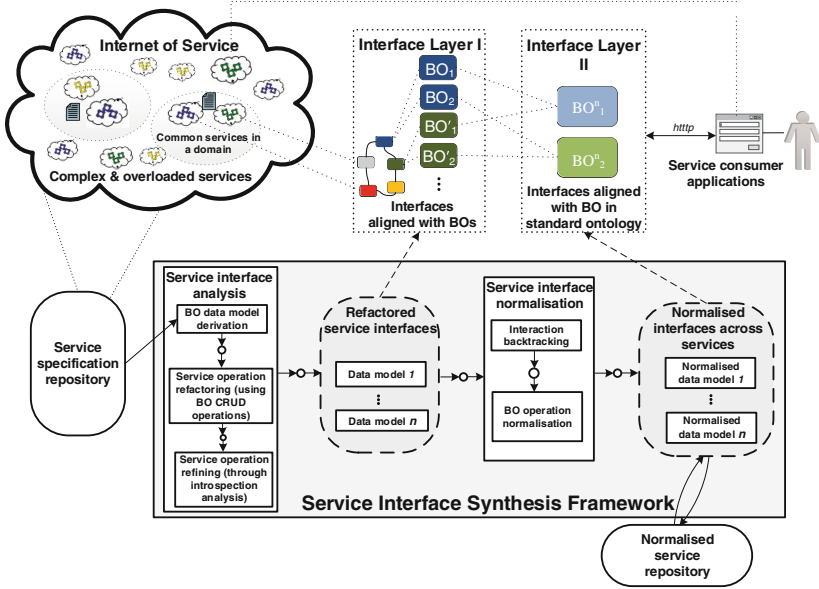 Internet of Service
Common services in
a domain
Complex & overloaded services
Interface Layer I
BO1
BO2
BO'1
BO'2
Interfaces
aligned with BOs
Interface Layer
II
BOn1
BOn2
Interfaces aligned
with BO in
standard ontology
htttp
Service consumer
applications
Service
specification
repository
Service interface
analysis
BO data model
derivation
Service operation
refactoring (using
BO CRUD
operations)
Service operation
refining (through
introspection
analysis)
Refactored
service interfaces
Data model 1
Data model n
Service interface
normalisation
Interaction
backtracking
BO operation
normalisation
Normalised
interfaces across
services
Normalised
data model 1
Normalised
data model n
Service Interface Synthesis Framework
Normalised
service
repository